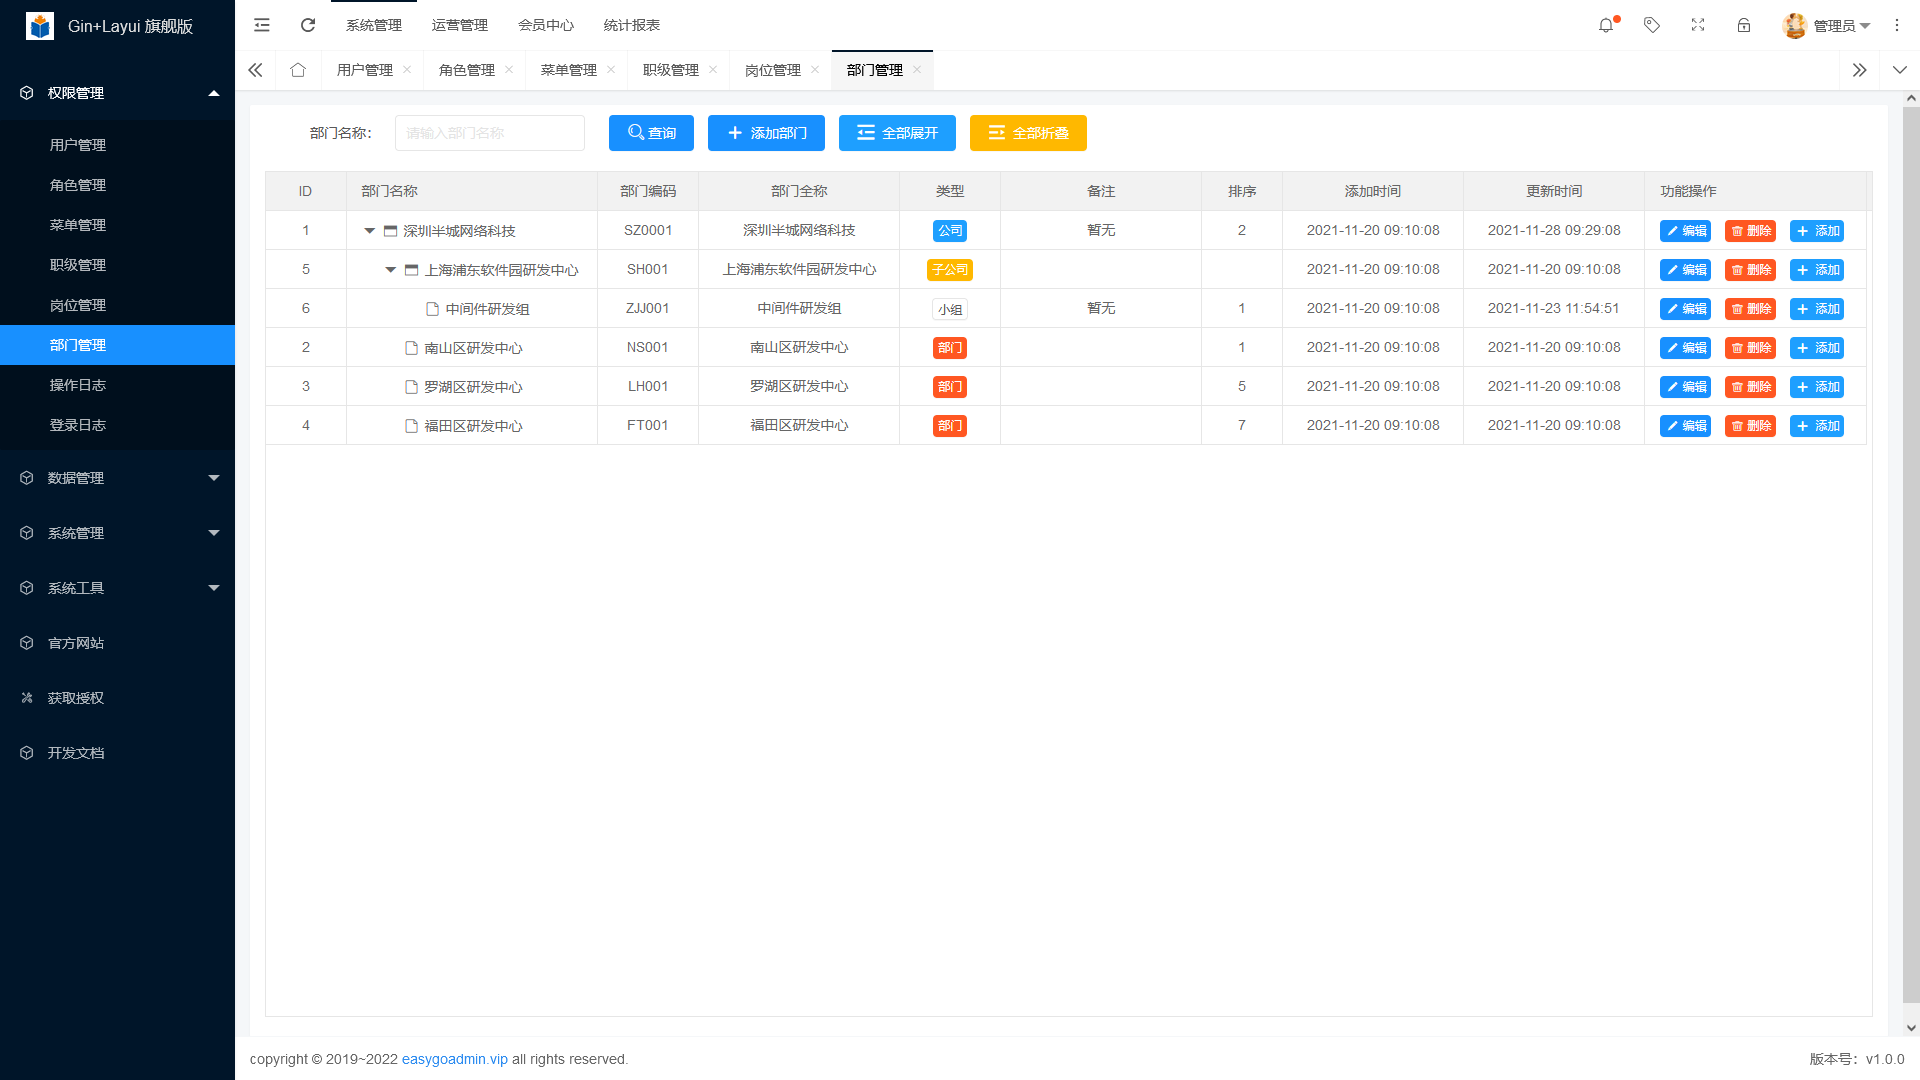 Gin+Layui 旗舰版
系统管理 运营管理 会员中心 统计报表 管理员
用户管理 角色管理 菜单管理 职级管理 岗位管理 部门管理
权限管理
用户管理
角色管理
菜单管理
职级管理
岗位管理
部门管理
操作日志
登录日志
数据管理
系统管理
系统工具
官方网站
获取授权
开发文档
部门名称： 请输入部门名称 查询 添加部门 全部展开 全部折叠
ID 部门名称 部门编码 部门全称 类型 备注 排序 添加时间 更新时间 功能操作
1 深圳半城网络科技 SZ0001 深圳半城网络科技 公司 暂无 2 2021-11-20 09:10:08 2021-11-28 09:29:08 编辑 删除 添加
5 上海浦东软件园研发中心 SH001 上海浦东软件园研发中心 子公司 2021-11-20 09:10:08 2021-11-20 09:10:08 编辑 删除 添加
6 中间件研发组 ZJJ001 中间件研发组 小组 暂无 1 2021-11-20 09:10:08 2021-11-23 11:54:51 编辑 删除 添加
2 南山区研发中心 NS001 南山区研发中心 部门 1 2021-11-20 09:10:08 2021-11-20 09:10:08 编辑 删除 添加
3 罗湖区研发中心 LH001 罗湖区研发中心 部门 5 2021-11-20 09:10:08 2021-11-20 09:10:08 编辑 删除 添加
4 福田区研发中心 FT001 福田区研发中心 部门 7 2021-11-20 09:10:08 2021-11-20 09:10:08 编辑 删除 添加
copyright © 2019~2022 easygoadmin.vip all rights reserved. 版本号：v1.0.0